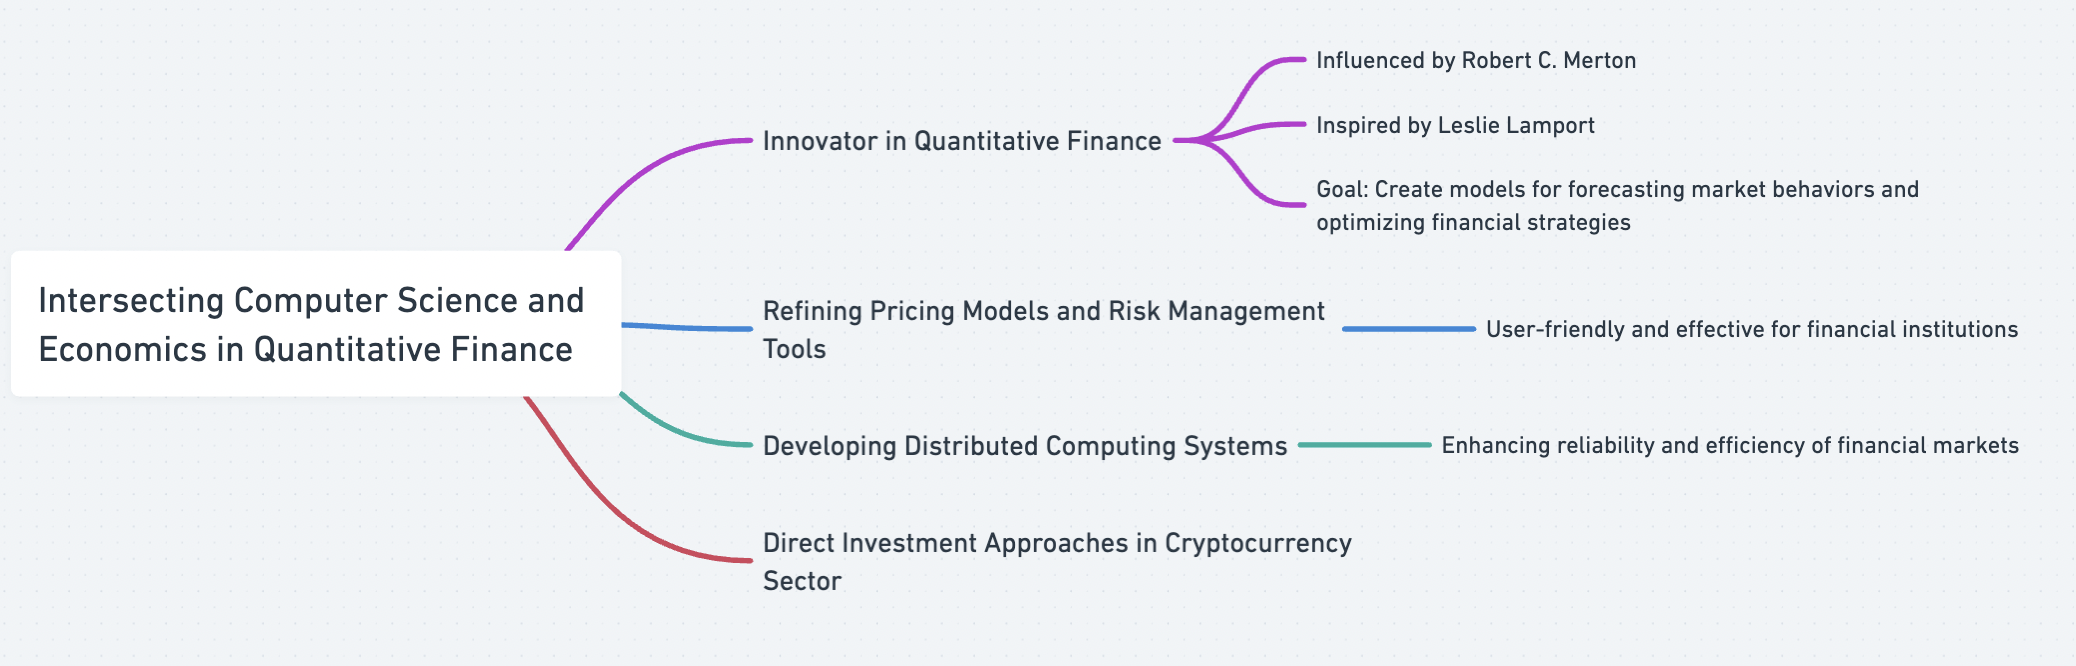 Intersecting Computer Science and
Economics in Quantitative Finance
Innovator in Quantitative Finance
Influenced by Robert C. Merton
Inspired by Leslie Lamport
Goal: Create models for forecasting market behaviors and
optimizing financial strategies
Refining Pricing Models and Risk Management
Tools
User-friendly and effective for financial institutions
Developing Distributed Computing Systems
Enhancing reliability and efficiency of financial markets
Direct Investment Approaches in Cryptocurrency
Sector